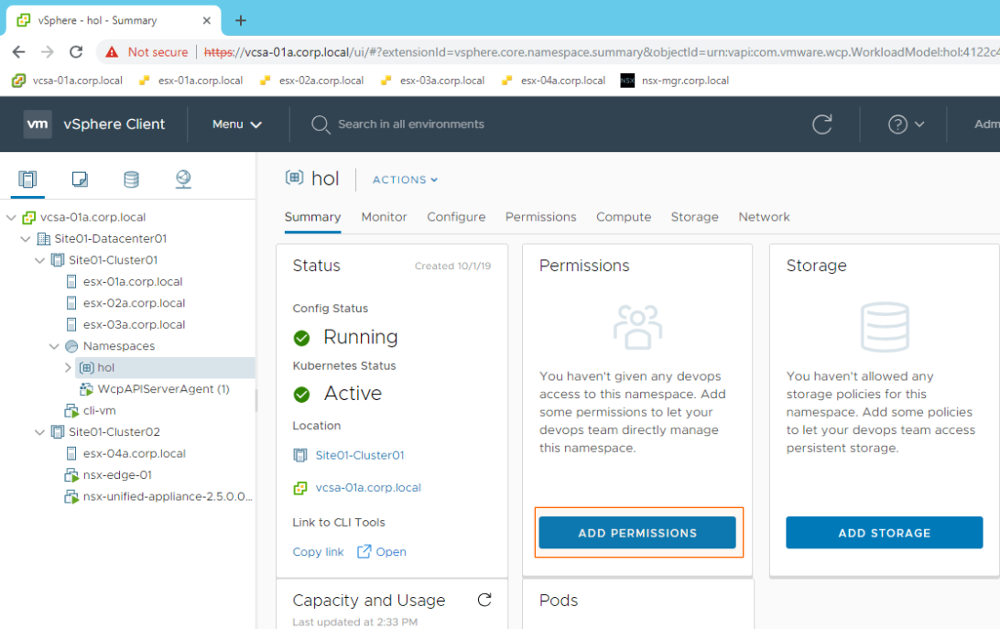 vSphere - hol - Summary
Not secure
https://vcsa-01a.corp.local/ui/#?extensionId=vsphere.core.namespace.summary&objectId=urn:vapi:com.vmware.wcp.WorkloadModel:hol:4122c4
vcsa-01a.corp.local esx-01a.corp.local esx-02a.corp.local esx-03a.corp.local esx-04a.corp.local NSX nsx-mgr.corp.local
vm vSphere Client Menu Search in all environments ? Adm
hol ACTIONS
Summary Monitor Configure Permissions Compute Storage Network
vcsa-01a.corp.local
Site01-Datacenter01
Site01-Cluster01
esx-01a.corp.local
esx-02a.corp.local
esx-03a.corp.local
Namespaces
hol
WcpAPIServerAgent (1)
cli-vm
Site01-Cluster02
esx-04a.corp.local
nsx-edge-01
nsx-unified-appliance-2.5.0.0...
Status Created 10/1/19
Config Status
Running
Kubernetes Status
Active
Location
Site01-Cluster01
vcsa-01a.corp.local
Link to CLI Tools
Copy link Open
Permissions
You haven't given any devops
access to this namespace. Add
some permissions to let your
devops team directly manage
this namespace.
ADD PERMISSIONS
Storage
You haven't allowed any
storage policies for this
namespace. Add some policies
to let your devops team access
persistent storage.
ADD STORAGE
Capacity and Usage
Last updated at 2:33 PM
Pods